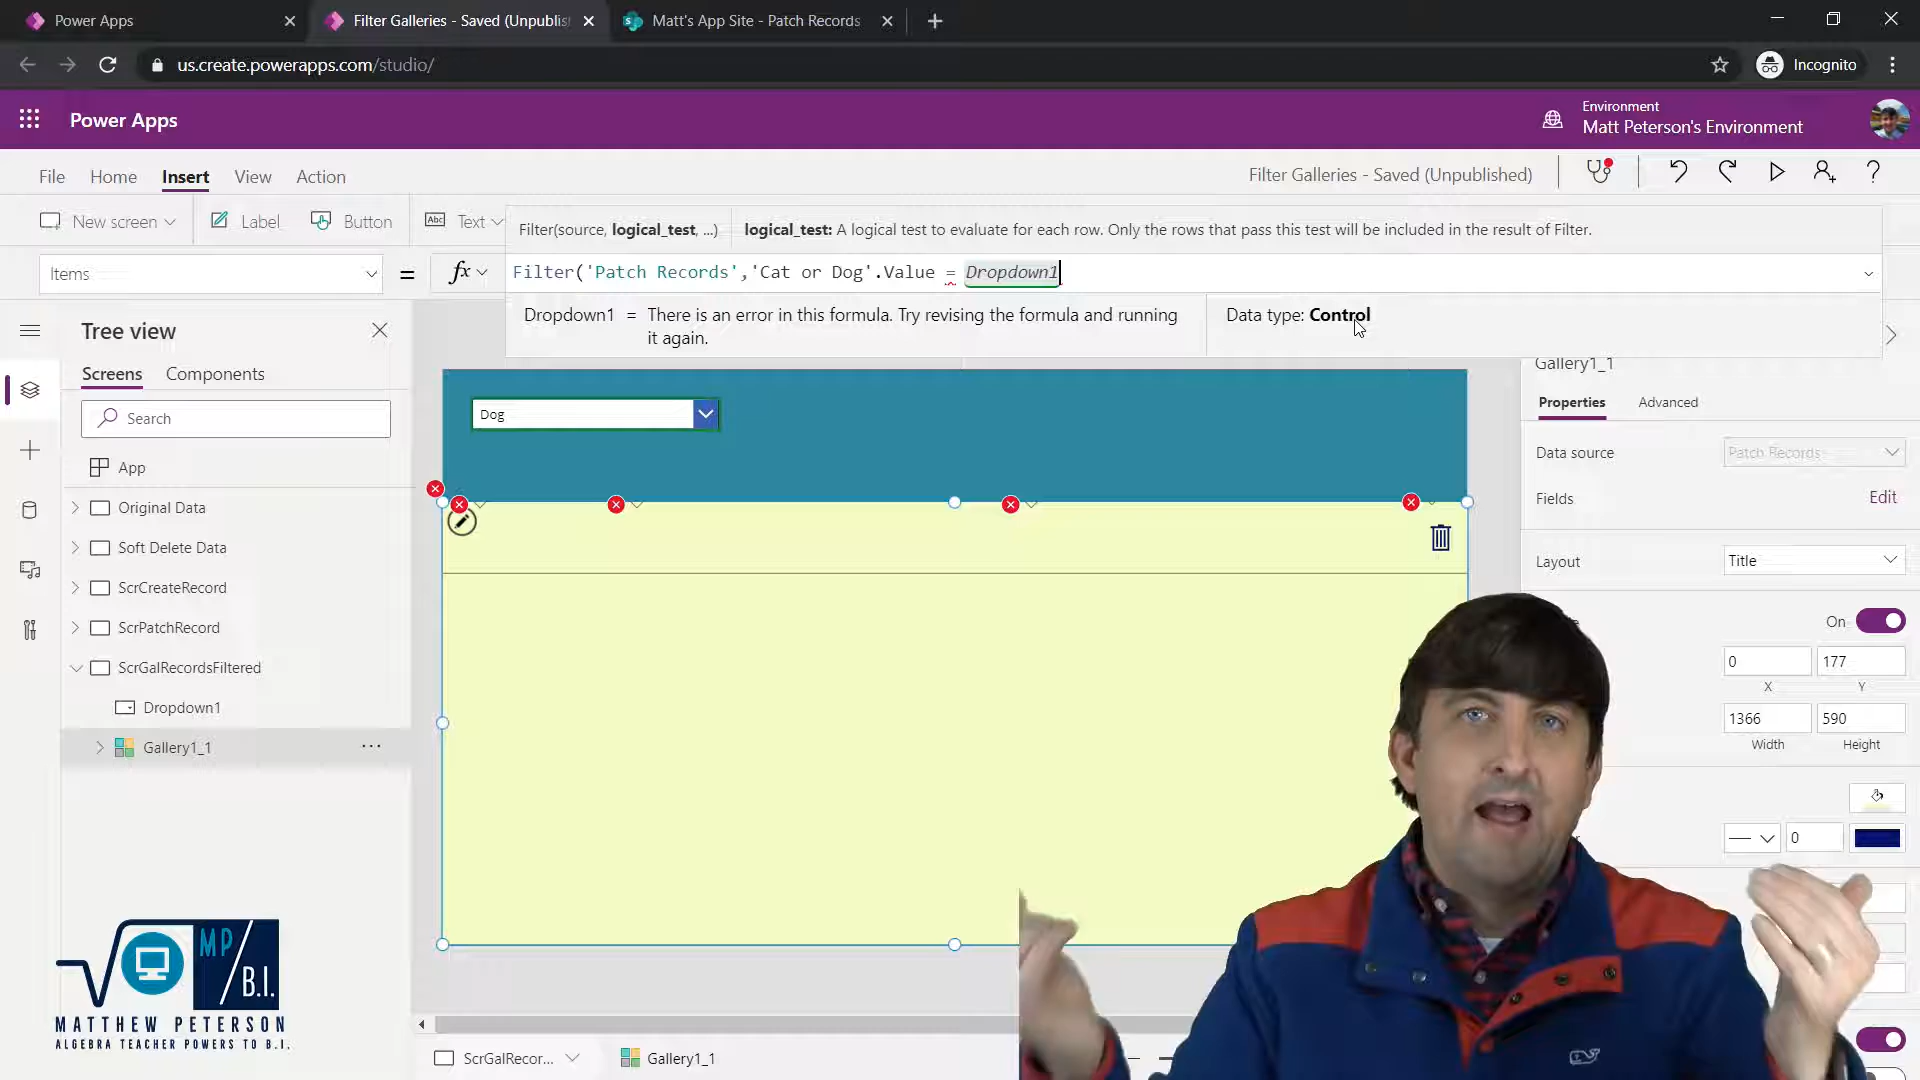 Power Apps
Filter Galleries - Saved (Unpublis
Matt's App Site - Patch Records
us.create.powerapps.com/studio/
Incognito
Power Apps
Environment
Matt Peterson's Environment
File
Home
Insert
View
Action
Filter Galleries - Saved (Unpublished)
New screen
Label
Button
Abc
Text
Filter(source, logical_test, ...)
logical_test: A logical test to evaluate for each row. Only the rows that pass this test will be included in the result of Filter.
Items
=
fx
Filter('Patch Records','Cat or Dog'.Value = Dropdown1
Dropdown1 = There is an error in this formula. Try revising the formula and running
it again.
Data type: Control
Tree view
Screens
Components
Search
App
Original Data
Soft Delete Data
ScrCreateRecord
ScrPatchRecord
ScrGalRecordsFiltered
Dropdown1
Gallery1_1
Dog
Gallery1_1
Properties
Advanced
Data source
Patch Records
Fields
Edit
Layout
Title
On
0
177
X
Y
1366
590
Width
Height
0
MP
/B.I.
MATTHEW PETERSON
ALGEBRA TEACHER POWERS TO B.I.
ScrGalRecor...
Gallery1_1